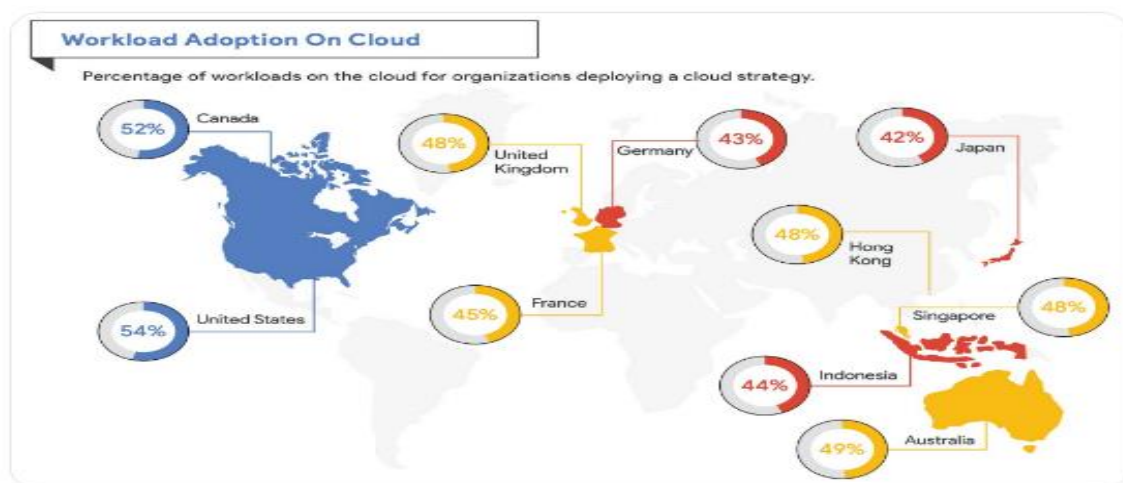 Workload Adoption On Cloud
Percentage of workloads on the cloud for organizations deploying a cloud strategy.
52%
Canada
48%
United
Kingdom
Germany
43%
42%
Japan
48%
Hong
Kong
54%
United States
45%
France
Singapore
48%
44%
Indonesia
49%
Australia